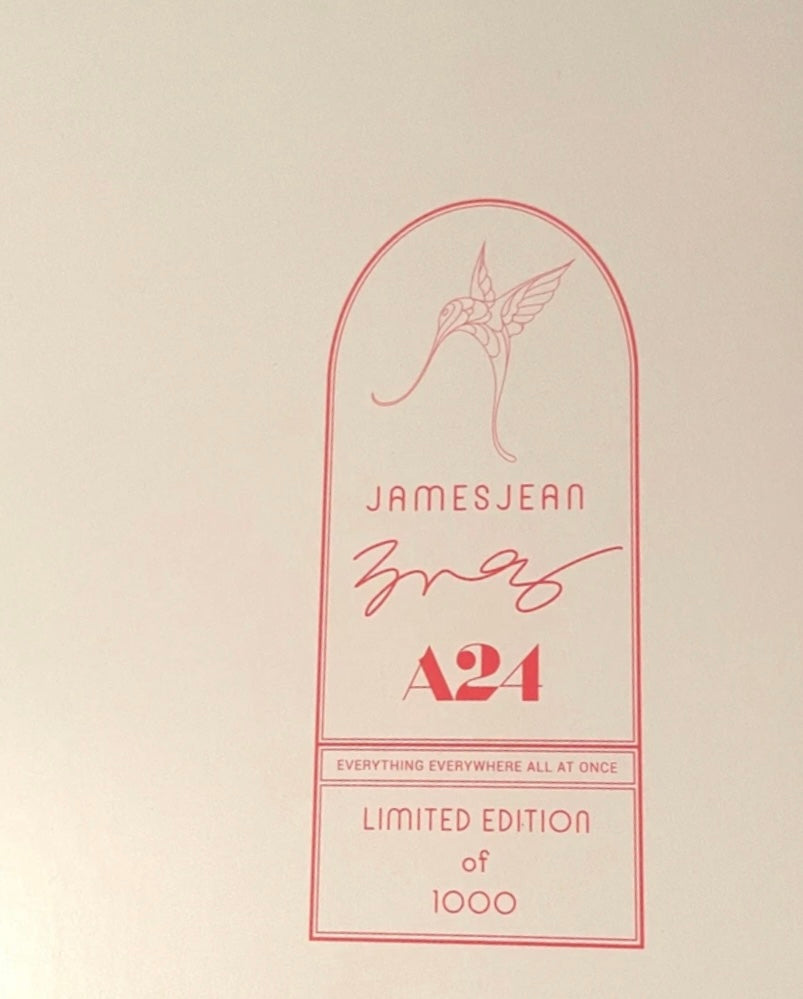 JAMESJEAN
A24
EVERYTHING EVERYWHERE ALL AT ONCE
LIMITED EDITION
of
1000